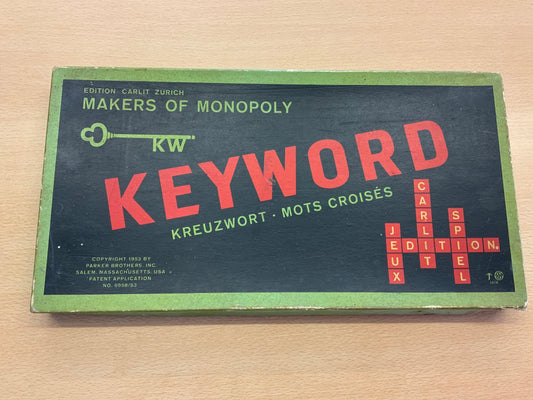 EDITION CARLIT ZÜRICH
MAKERS OF MONOPOLY
KW
KEYWORD
KREUZWORT · MOTS CROISÉS
CARLIT
SPIEL
JEUX
EDITION.
COPYRIGHT 1953 BY
PARKER BROTHERS, INC.
SALEM, MASSACHUSETTS, USA
PATENT APPLICATION